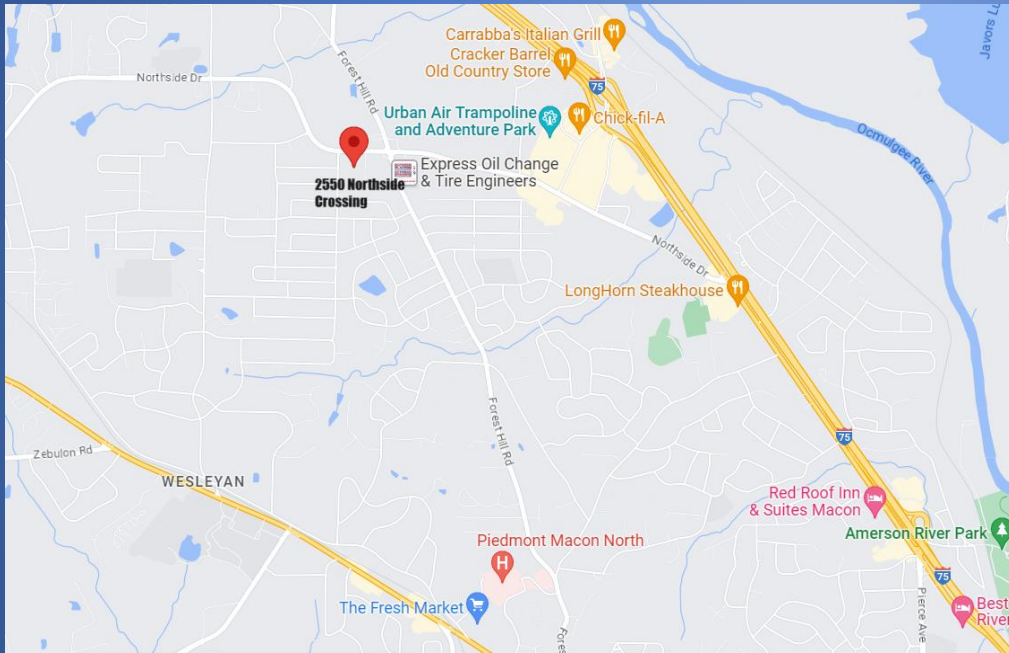 Carrabba's Italian Grill
Cracker Barrel
Old Country Store
75
Javors Lu
Forest Hill Rd
Northside Dr
Urban Air Trampoline
and Adventure Park
Chick-fil-A
Ocmulgee River
2550 Northside
Crossing
Express Oil Change
& Tire Engineers
Northside Dr
LongHorn Steakhouse
Forest Hill Rd
75
Zebulon Rd
WESLEYAN
Red Roof Inn
& Suites Macon
Amerson River Park
Piedmont Macon North
H
75
The Fresh Market
Pierce Ave
Best
River
Fores